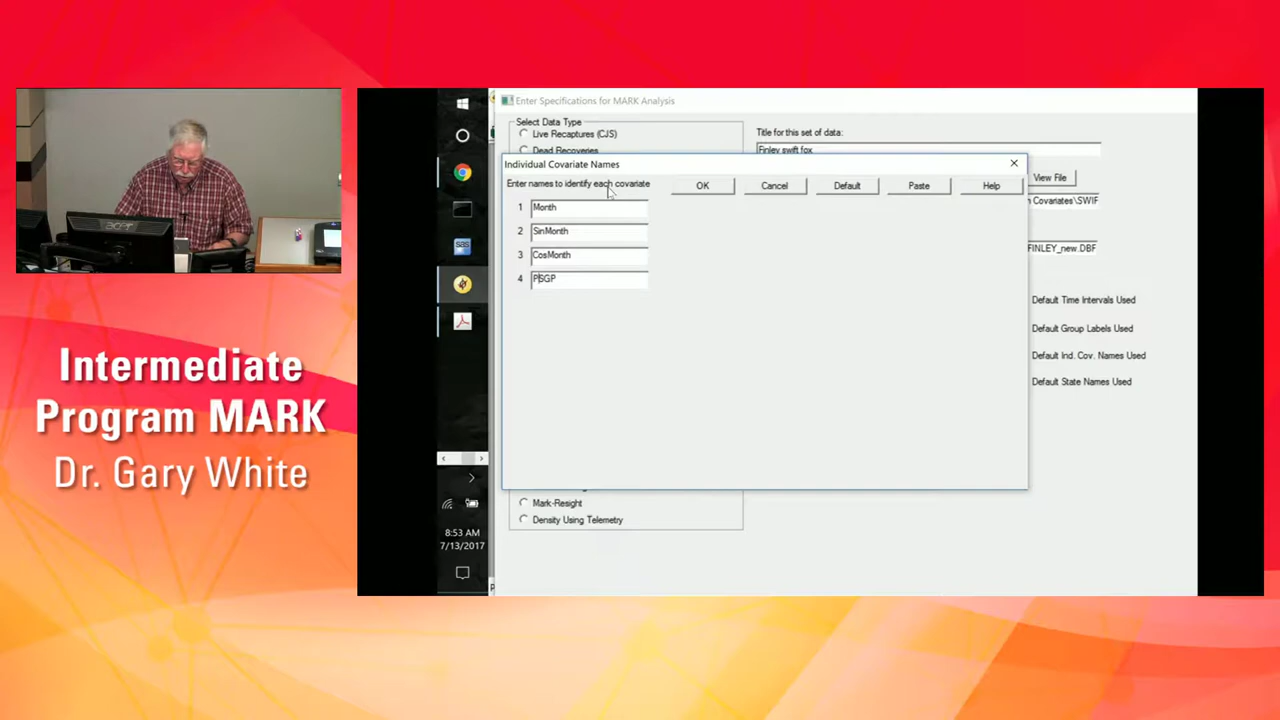 Enter Specifications for MARK Analysis
Select Data Type
Live Recaptures (CJS)
Dead Recoveries
Title for this set of data:
Finley swift fox
Individual Covariate Names
Enter names to identify each covariate
OK
Cancel
Default
Paste
Help
View File
1 Month
2 SinMonth
3 CosMonth
4 PSGP
n Covariates\SWIF
FINLEY_new.DBF
Default Time Intervals Used
Default Group Labels Used
Default Ind. Cov. Names Used
Default State Names Used
Mark-Resight
Density Using Telemetry
8:53 AM
7/13/2017
sas
acer
Intermediate
Program MARK
Dr. Gary White